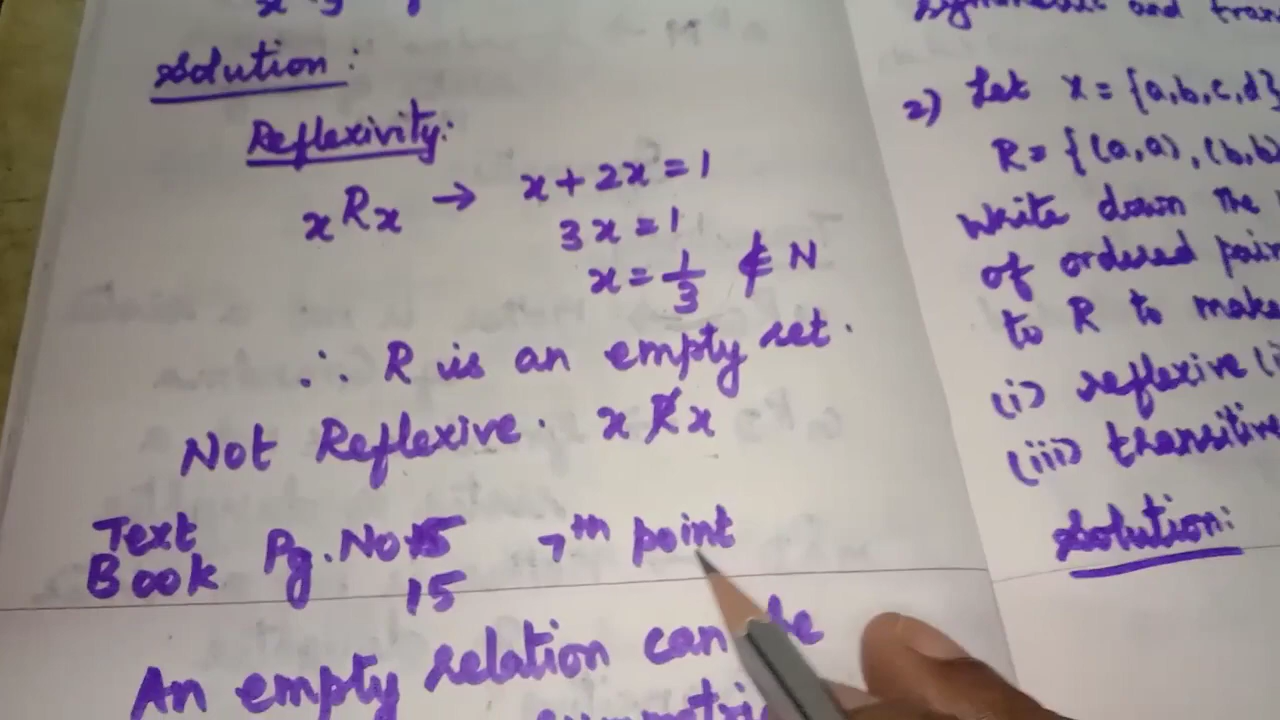 Solution:
Reflexivity:
xRx → x + 2x = 1
3x = 1
x = 1/3 ∉ N
∴ R is an empty set.
Not Reflexive. x R̸ x
Text Book Pg. No 15 7th point
15
An empty relation can be
and
2) Let X = {a,b,c,d}
R = {(a,a), (b,b)
Write down the
of ordered pair
to R to make
(i) reflexive (i
(iii) transitive
Solution: